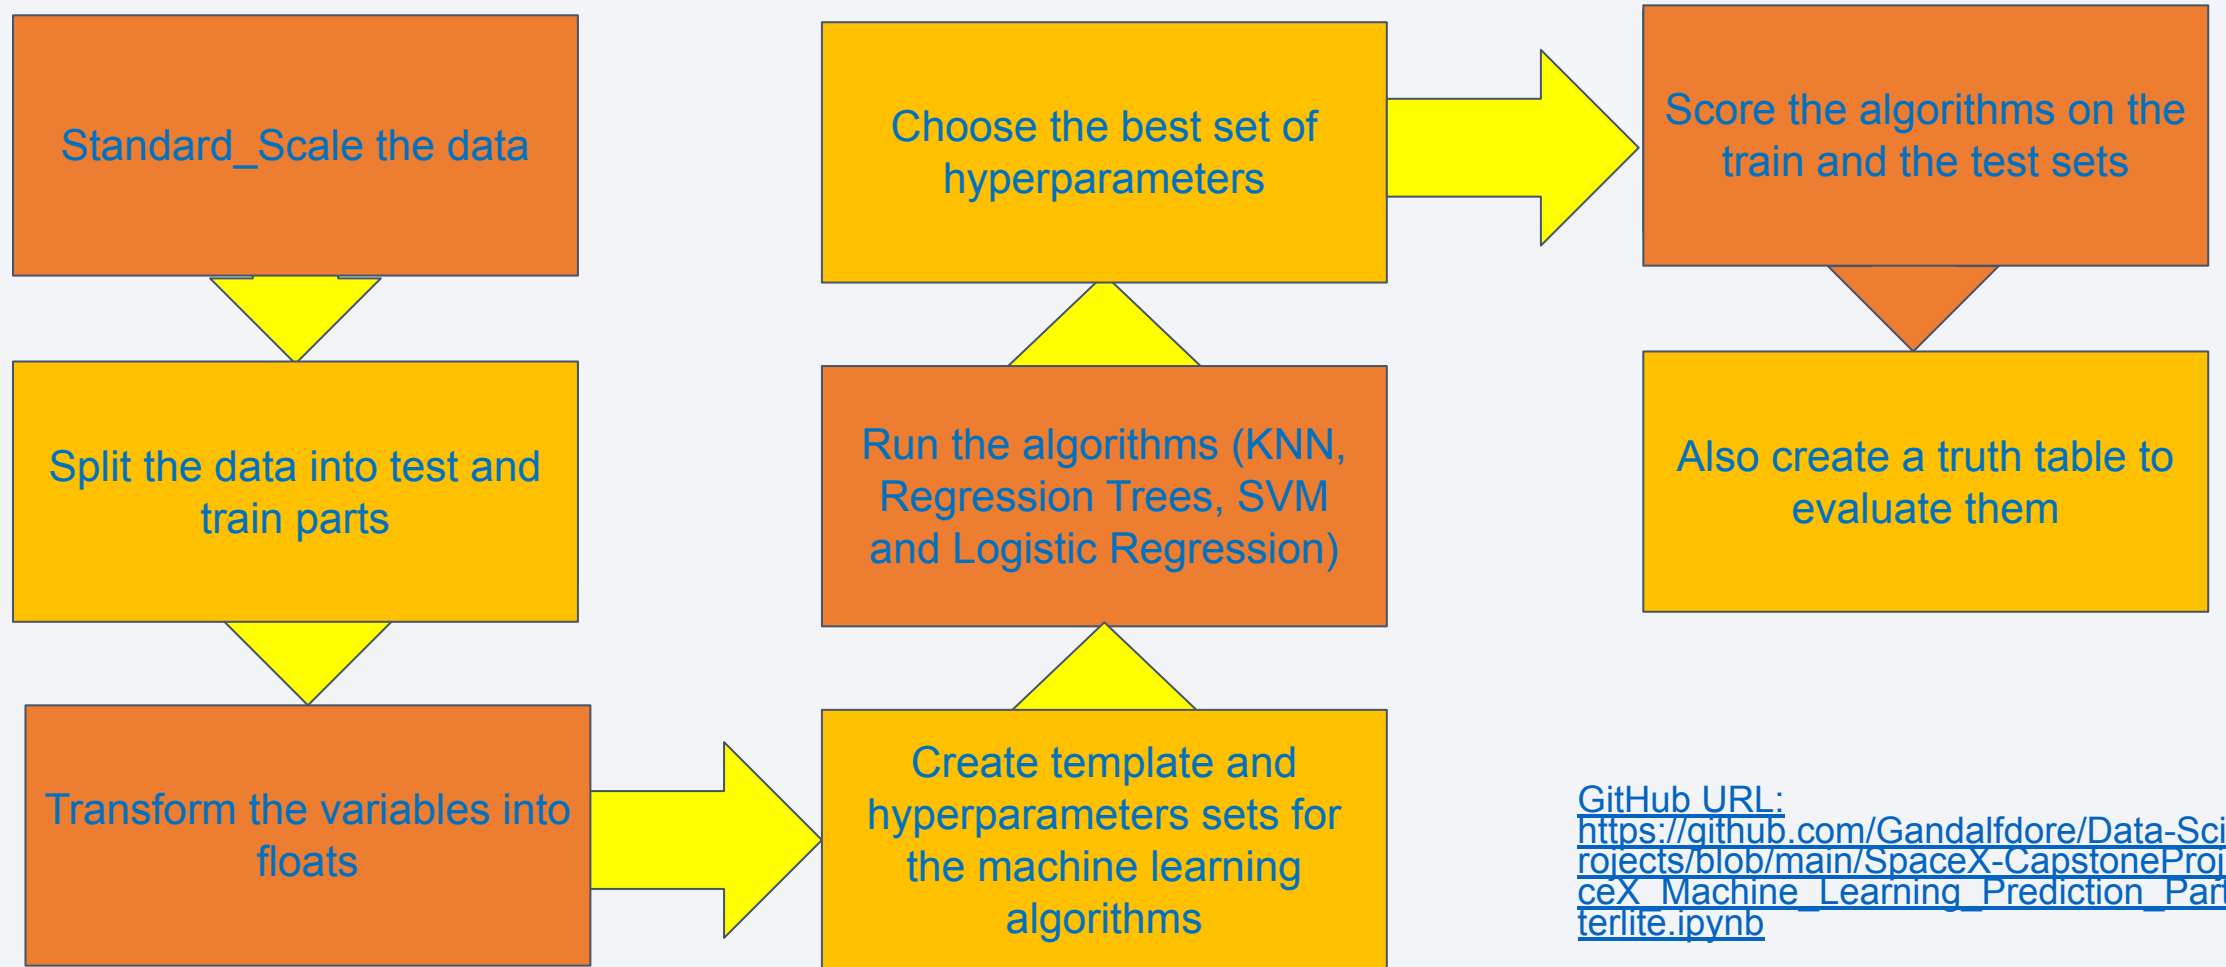 Standard_Scale the data
Split the data into test and
train parts
Transform the variables into
floats
Create template and
hyperparameters sets for
the machine learning
algorithms
Run the algorithms (KNN,
Regression Trees, SVM
and Logistic Regression)
Choose the best set of
hyperparameters
Score the algorithms on the
train and the test sets
Also create a truth table to
evaluate them
GitHub URL:
https://github.com/Gandalfdore/Data-Sci
rojects/blob/main/SpaceX-CapstoneProj
ceX_Machine_Learning_Prediction_Part
terlite.ipynb